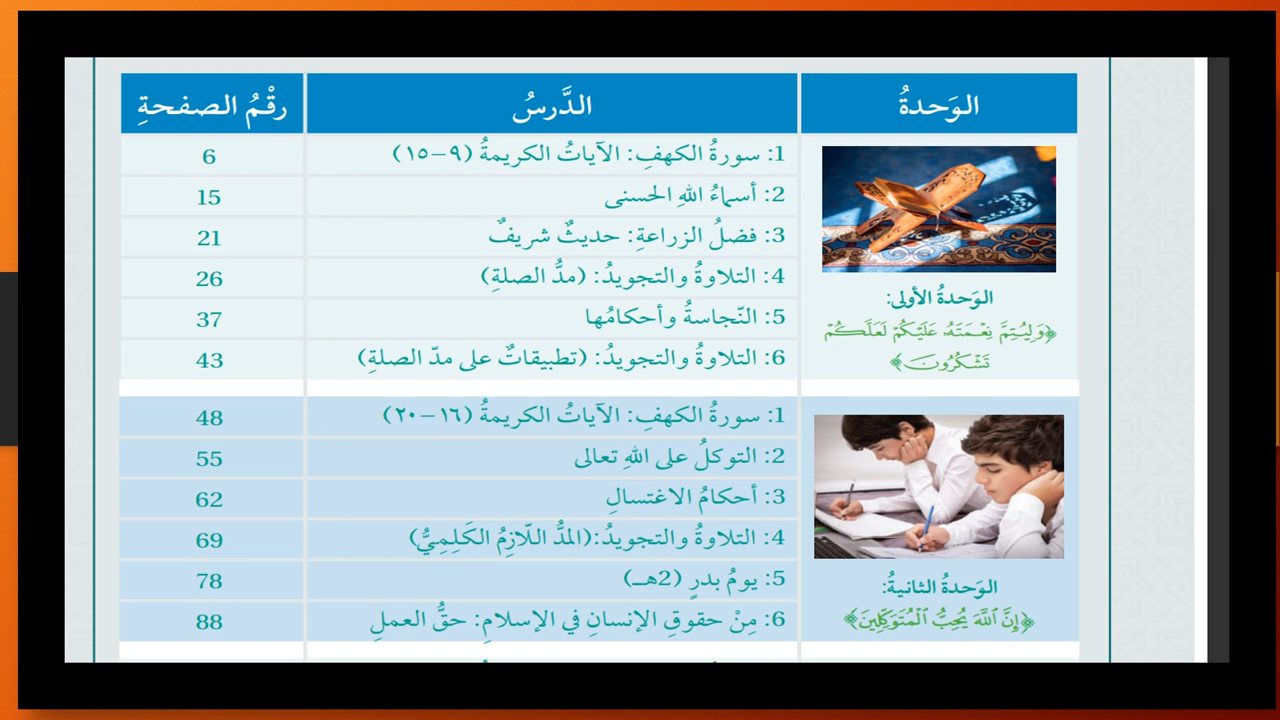 الوَحدةُ الدَّرسُ رقْمُ الصفحةِ
1: سورةُ الكهفِ: الآياتُ الكريمةُ (٩-١٥) 6
2: أسماءُ اللهِ الحسنى 15
3: فضلُ الزراعةِ: حديثٌ شريفٌ 21
4: التلاوةُ والتجويدُ: (مدُّ الصلةِ) 26
5: النّجاسةُ وأحكامُها 37
6: التلاوةُ والتجويدُ: (تطبيقاتٌ على مدّ الصلةِ) 43
الوَحدةُ الأولى:
﴿وَلِيُتِمَّ نِعْمَتَهُۥ عَلَيْكُمْ لَعَلَّكُمْ
تَشْكُرُونَ﴾
1: سورةُ الكهفِ: الآياتُ الكريمةُ (١٦-٢٠) 48
2: التوكلُ على اللهِ تعالى 55
3: أحكامُ الاغتسالِ 62
4: التلاوةُ والتجويدُ:(المدُّ اللّازِمُ الكَلِمِيُّ) 69
5: يومُ بدرٍ (2هـ) 78
6: مِنْ حقوقِ الإنسانِ في الإسلامِ: حقُّ العملِ 88
الوَحدةُ الثانيةُ:
﴿إِنَّ ٱللَّهَ يُحِبُّ ٱلْمُتَوَكِّلِينَ﴾